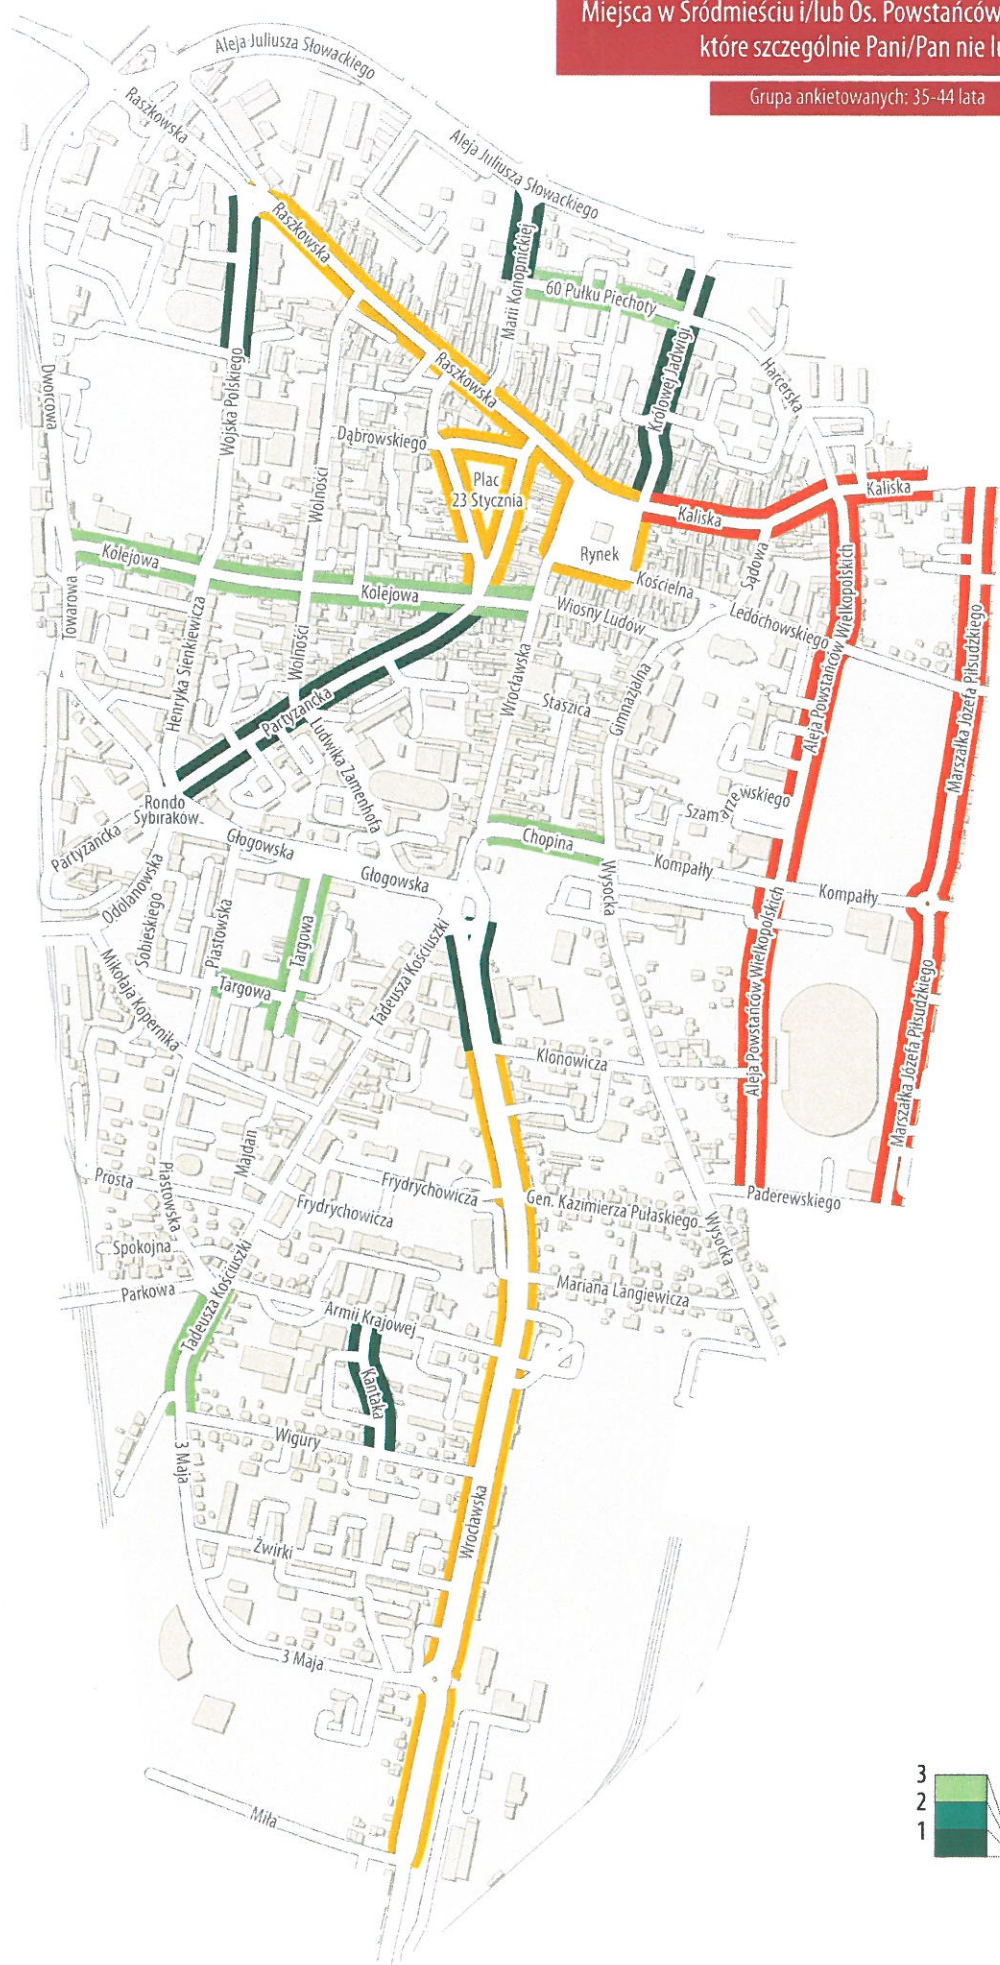 Miejsca w Śródmieściu i/lub Os. Powstańców
które szczególnie Pani/Pan nie
Grupa ankietowanych: 35-44 lata
Aleja Juliusza Słowackiego
Raszkowska
Aleja Juliusza Słowackiego
Raszkowska
Marii Konopnickiej
60 Pułku Piechoty
Królowej Jadwigi
Harcerska
Dworcowa
Wojska Polskiego
Raszkowska
Dąbrowskiego
Plac
23 Stycznia
Wolności
Kaliska
Kaliska
Rynek
Kolejowa
Kolejowa
Kościelna
Sądowa
Towarowa
Wiosny Ludów
Ledóchowskiego
Aleja Powstańców Wielkopolskich
Marszałka Józefa Piłsudskiego
Henryka Sienkiewicza
Wolności
Wrocławska
Staszica
Gimnazjalna
Partyzancka
Ludwika Zamenhofa
Szamarzewskiego
Rondo
Sybiraków
Partyzancka
Głogowska
Chopina
Głogowska
Kompałły
Kompałły
Wysocka
Odolanowska
Sobieskiego
Piastowska
Targowa
Targowa
Tadeusza Kościuszki
Mikołaja Kopernika
Aleja Powstańców Wielkopolskich
Marszałka Józefa Piłsudzkiego
Klonowicza
Majdan
Prosta
Piastowska
Frydrychowicza
Frydrychowicza
Gen. Kazimierza Pułaskiego
Paderewskiego
Wysocka
Spokojna
Parkowa
Tadeusza Kościuszki
Mariana Langiewicza
Armii Krajowej
Kantaka
3 Maja
Wigury
Wrocławska
Żwirki
3 Maja
Miła
3
2
1